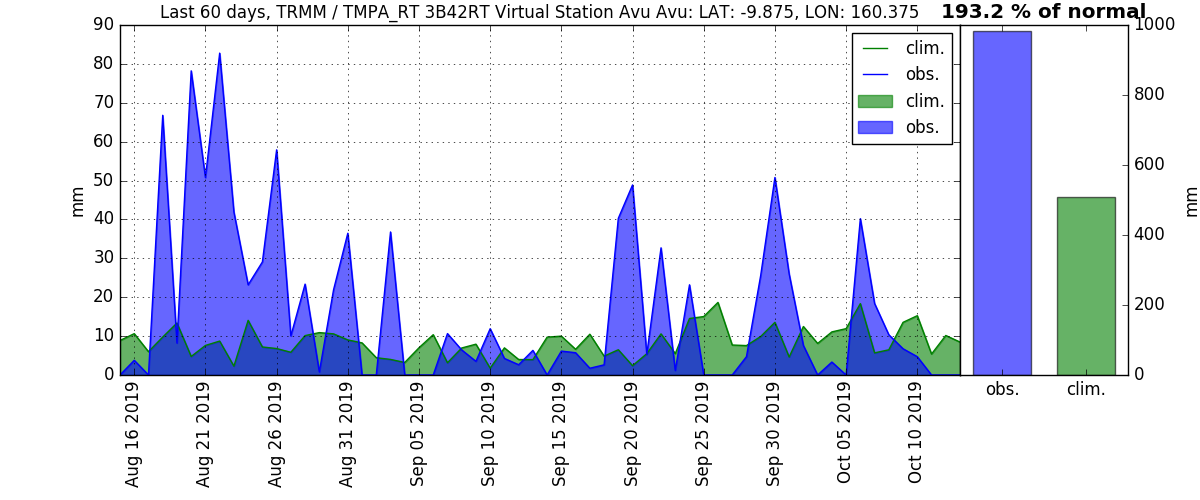 Last 60 days, TRMM / TMPA_RT 3B42RT Virtual Station Avu Avu: LAT: -9.875, LON: 160.375
193.2 % of normal
90
80
70
60
50
40
30
20
10
0
mm
clim.
obs.
clim.
obs.
Aug 16 2019
Aug 21 2019
Aug 26 2019
Aug 31 2019
Sep 05 2019
Sep 10 2019
Sep 15 2019
Sep 20 2019
Sep 25 2019
Sep 30 2019
Oct 05 2019
Oct 10 2019
1000
800
600
400
200
0
mm
obs.
clim.